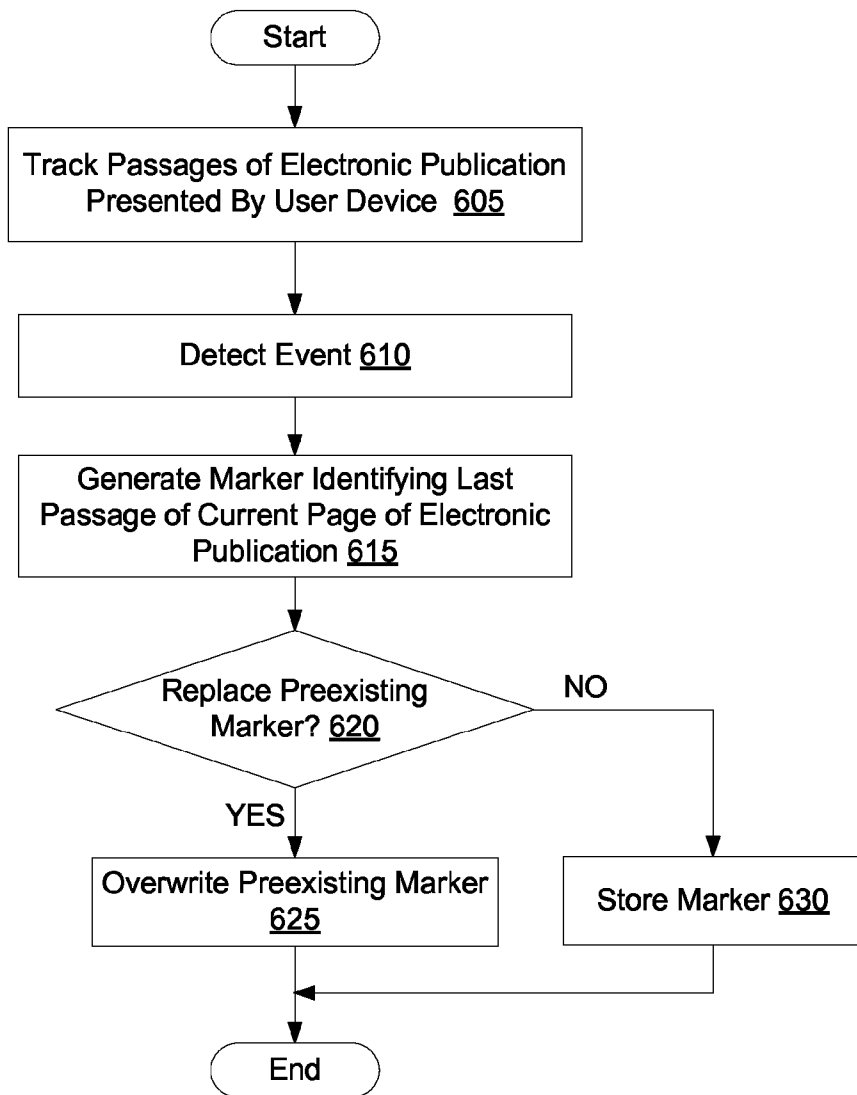 Start
Track Passages of Electronic Publication
Presented By User Device 605
Detect Event 610
Generate Marker Identifying Last
Passage of Current Page of Electronic
Publication 615
Replace Preexisting
Marker? 620
NO
YES
Overwrite Preexisting Marker
625
Store Marker 630
End